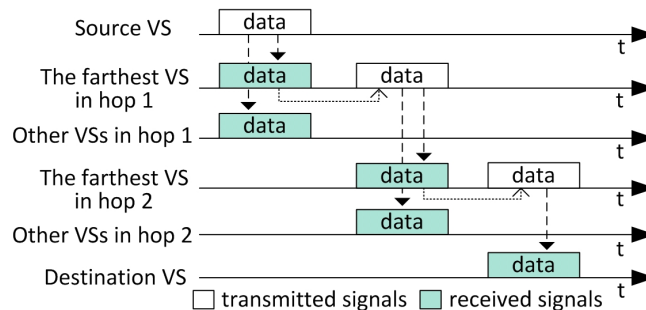 Source VS
data
t
The farthest VS
in hop 1
data
data
t
Other VSs in hop 1
data
t
The farthest VS
in hop 2
data
data
t
Other VSs in hop 2
data
t
Destination VS
data
t
transmitted signals
received signals